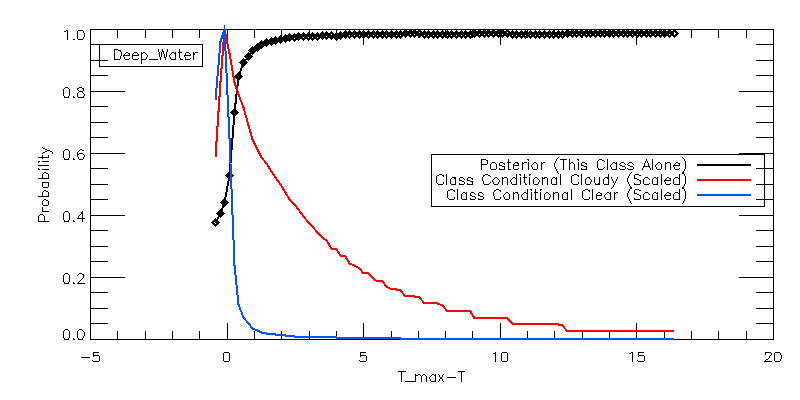 1.0
Deep_Water
0.8
0.6
Posterior (This Class Alone)
Class Conditional Cloudy (Scaled)
Class Conditional Clear (Scaled)
Probability
0.4
0.2
0.0
-5 0 5 10 15 20
T_max-T